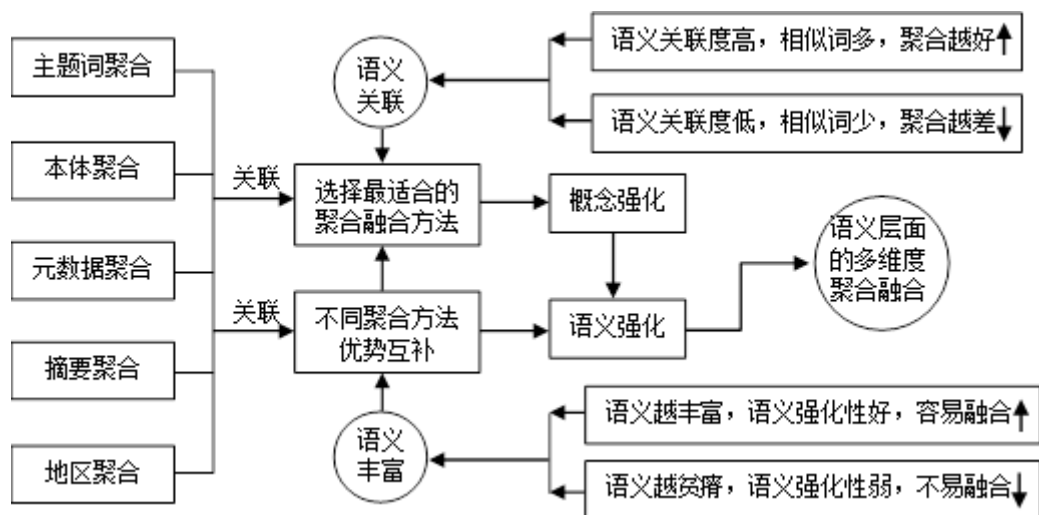 主题词聚合
本体聚合
元数据聚合
摘要聚合
地区聚合
关联
关联
语义
关联
选择最适合的
聚合融合方法
不同聚合方法
优势互补
语义
丰富
语义关联度高，相似词多，聚合越好
语义关联度低，相似词少，聚合越差
概念强化
语义强化
语义层面
的多维度
聚合融合
语义越丰富，语义强化性好，容易融合
语义越贫瘠，语义强化性弱，不易融合